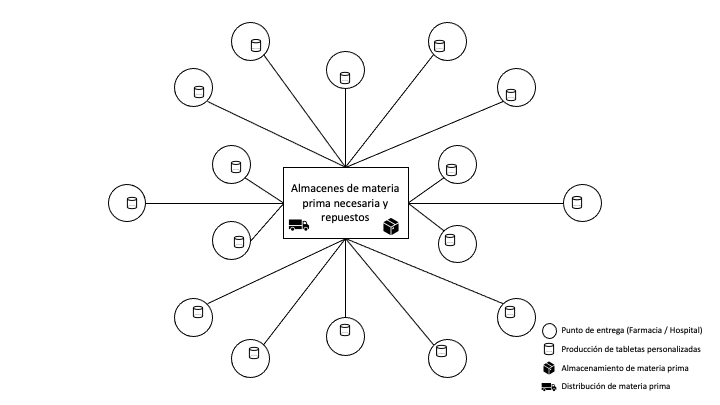 Almacenes de materia
prima necesaria y
repuestos
Punto de entrega (Farmacia / Hospital)
Producción de tabletas personalizadas
Almacenamiento de materia prima
Distribución de materia prima